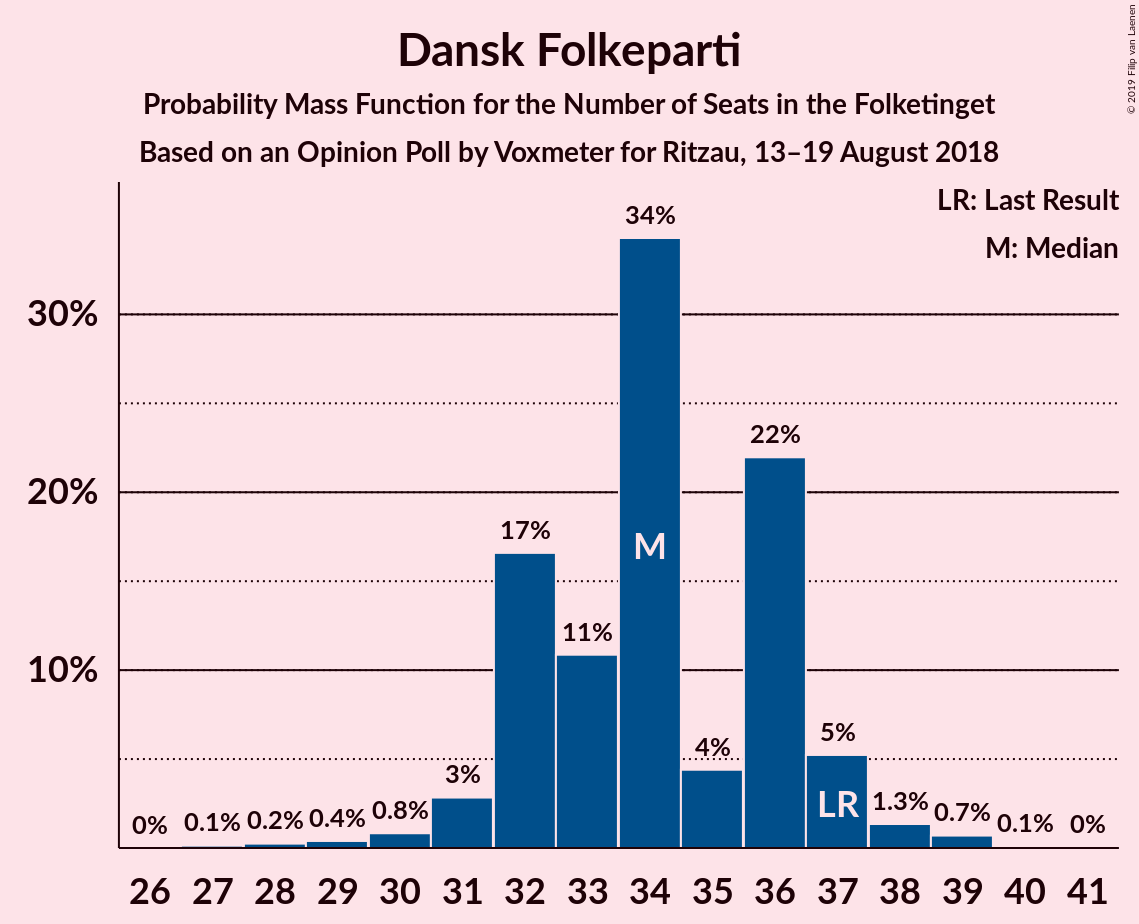 Dansk Folkeparti
Probability Mass Function for the Number of Seats in the Folketinget
Based on an Opinion Poll by Voxmeter for Ritzau, 13–19 August 2018
© 2019 Filip van Laenen
LR: Last Result
M: Median
30%
20%
10%
0%
0.1%
0.2%
0.4%
0.8%
3%
17%
11%
34%
4%
22%
5%
1.3%
0.7%
0.1%
0%
M
LR
26 27 28 29 30 31 32 33 34 35 36 37 38 39 40 41